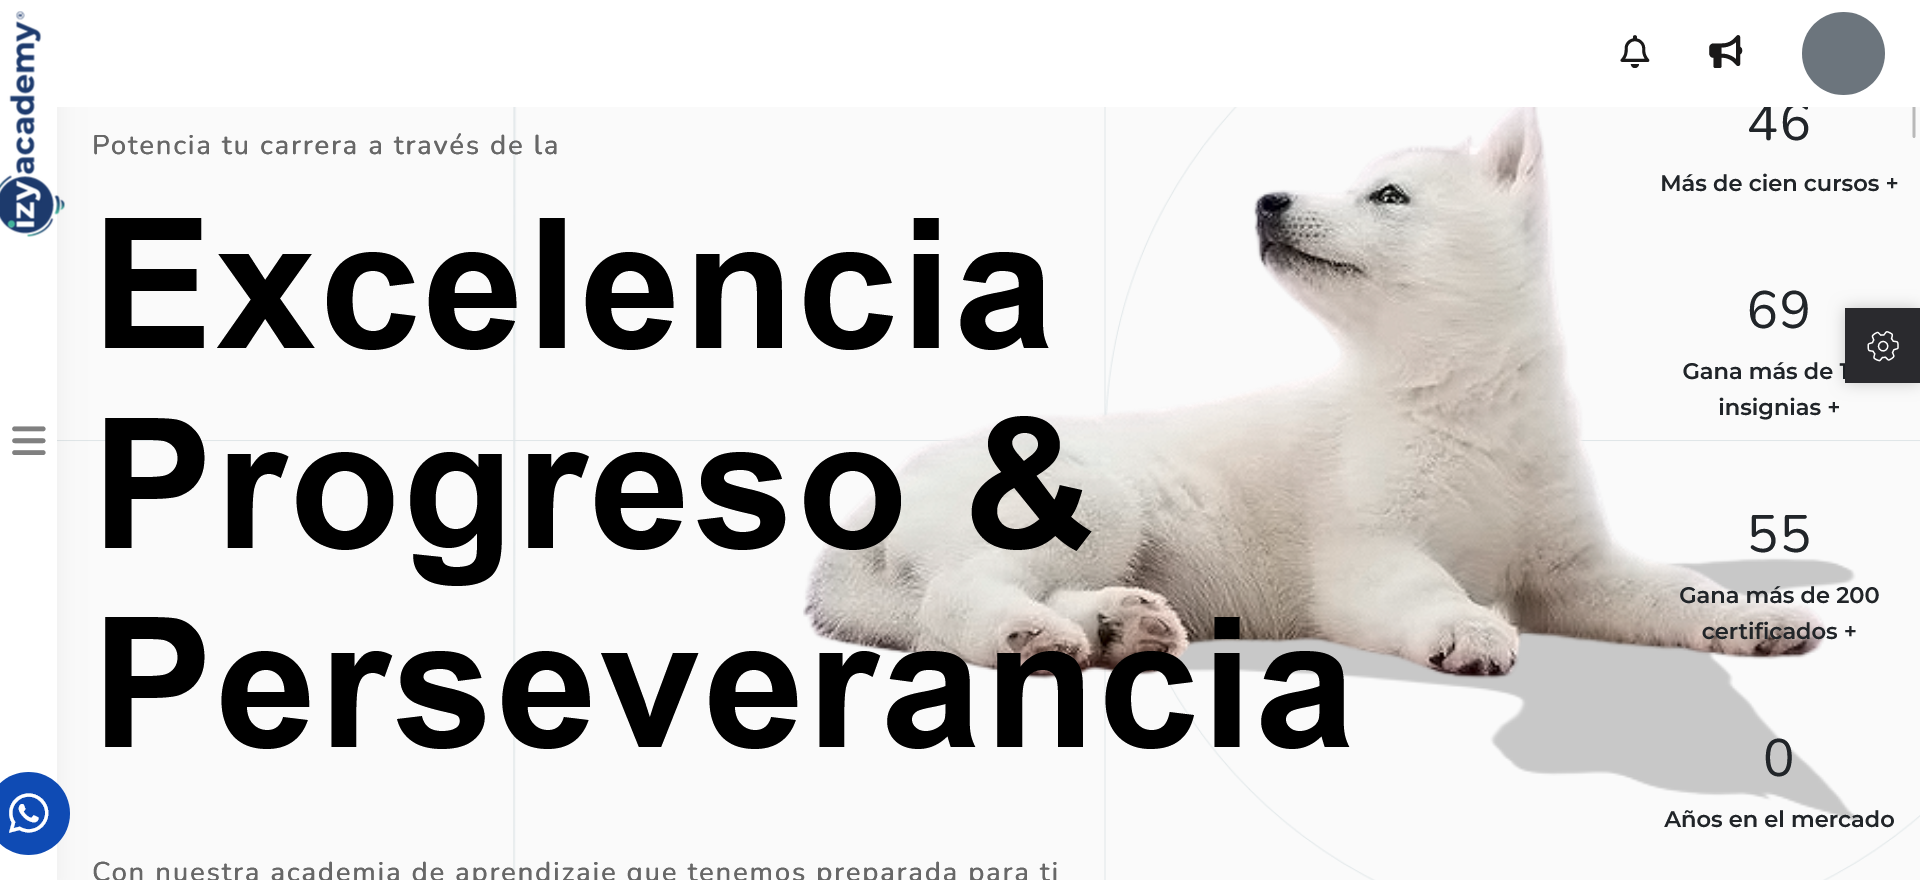 izyacademy®
Potencia tu carrera a través de la
Excelencia
Progreso &
Perseverancia
Con nuestra academia de aprendizaje que tenemos preparada para ti
46
Más de cien cursos +
69
Gana más de
insignias +
55
Gana más de 200
certificados +
0
Años en el mercado